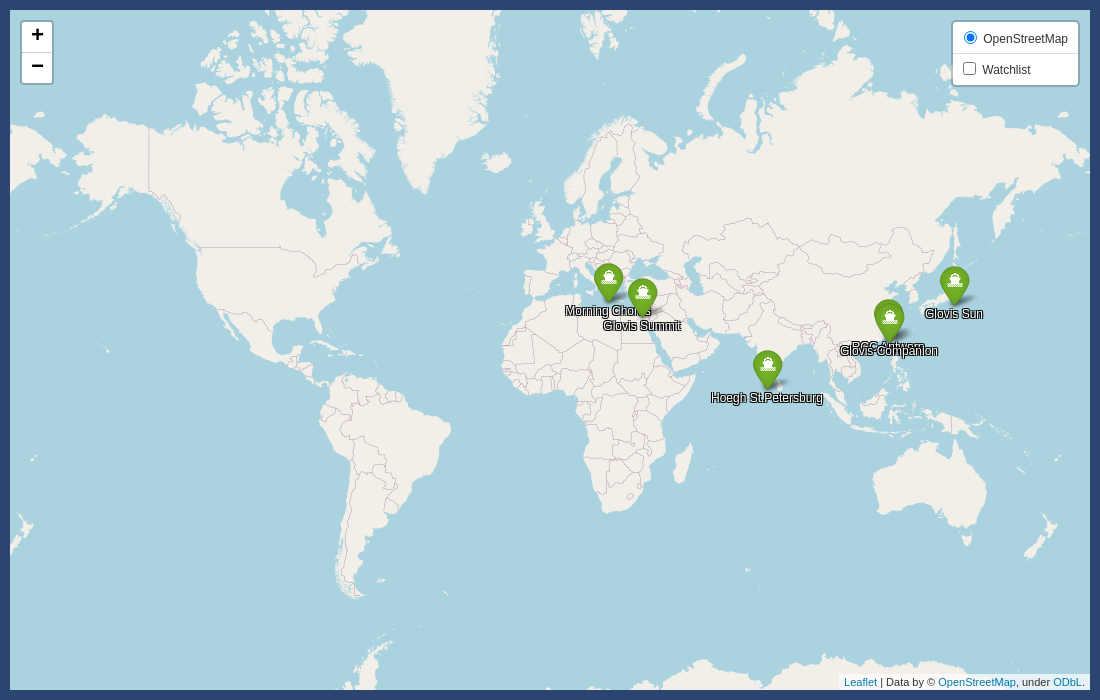 +
−
OpenStreetMap
Watchlist
Glovis Sun
Morning Chorus
Glovis Summit
RCC Antwerp
Glovis Companion
Hoegh St.Petersburg
Leaflet | Data by © OpenStreetMap, under ODbL.